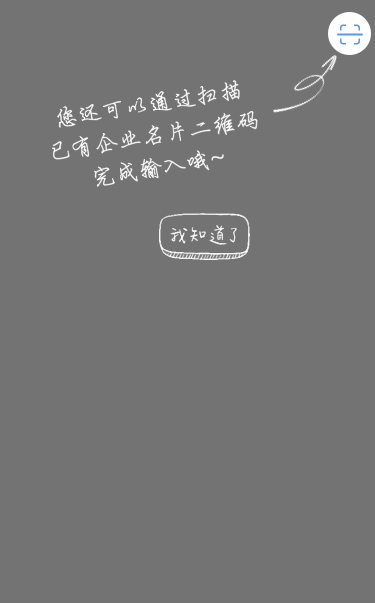 您还可以通过扫描
已有企业名片二维码
完成输入哦~
我知道了